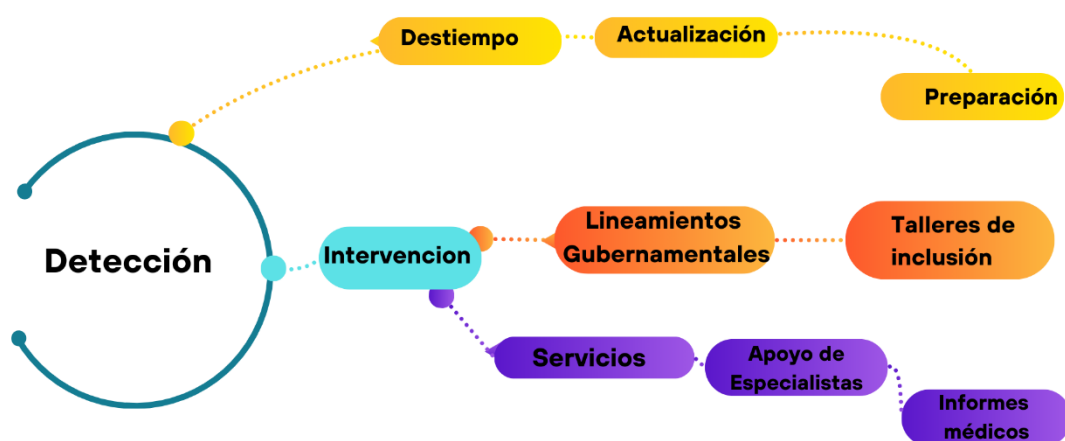 Destiempo
Actualización
Preparación
Detección
Intervencion
Lineamientos
Gubernamentales
Talleres de
inclusión
Servicios
Apoyo de
Especialistas
Informes
médicos